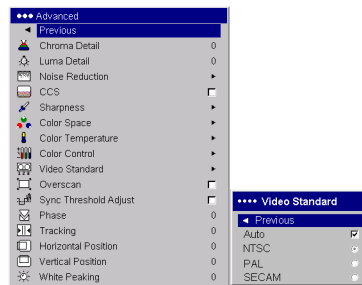 Advanced
Previous
Chroma Detail 0
Luma Detail 0
Noise Reduction
CCS
Sharpness
Color Space
Color Temperature
Color Control
Video Standard
Overscan
Sync Threshold Adjust
Phase 0
Tracking 0
Horizontal Position 0
Vertical Position 0
White Peaking 0
Video Standard
Previous
Auto
NTSC
PAL
SECAM